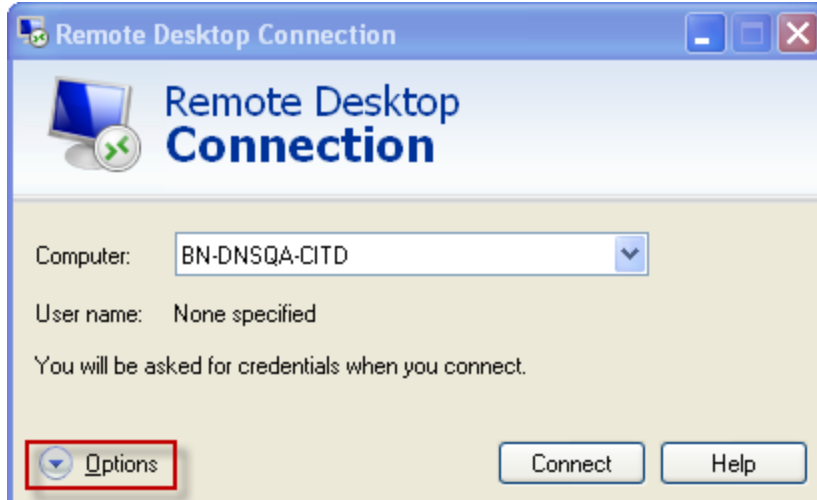 Remote Desktop Connection
Remote Desktop
Connection
Computer: BN-DNSQA-CITD
User name: None specified
You will be asked for credentials when you connect.
Options Connect Help